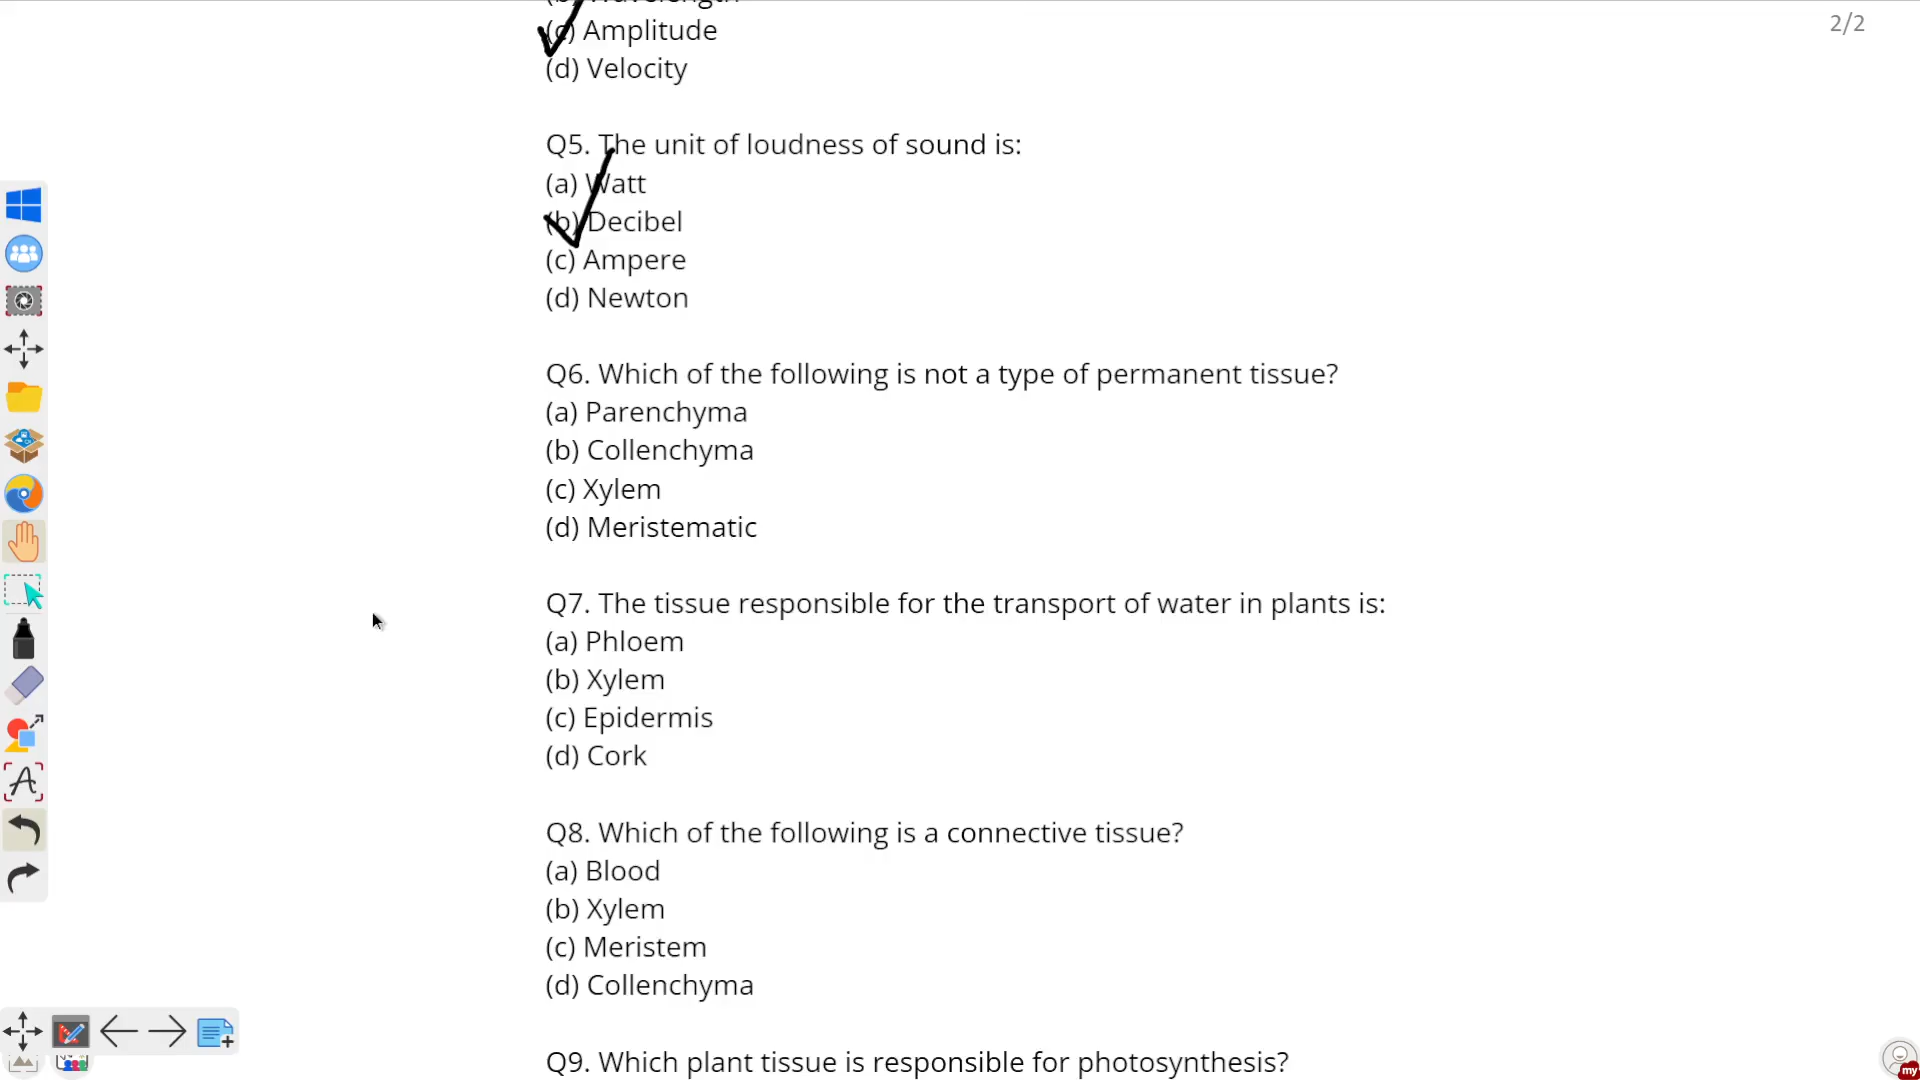 (b) Wavelength
(c) Amplitude
(d) Velocity
2/2
Q5. The unit of loudness of sound is:
(a) Watt
(b) Decibel
(c) Ampere
(d) Newton
Q6. Which of the following is not a type of permanent tissue?
(a) Parenchyma
(b) Collenchyma
(c) Xylem
(d) Meristematic
Q7. The tissue responsible for the transport of water in plants is:
(a) Phloem
(b) Xylem
(c) Epidermis
(d) Cork
Q8. Which of the following is a connective tissue?
(a) Blood
(b) Xylem
(c) Meristem
(d) Collenchyma
Q9. Which plant tissue is responsible for photosynthesis?
my